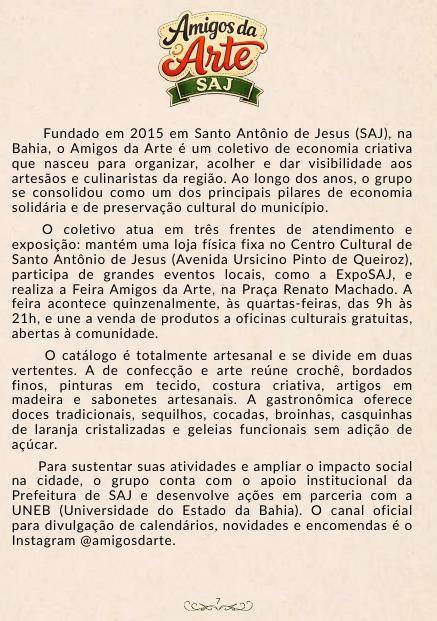 Amigos da
Arte
SAJ
Fundado em 2015 em Santo Antônio de Jesus (SAJ), na
Bahia, o Amigos da Arte é um coletivo de economia criativa
que nasceu para organizar, acolher e dar visibilidade aos
artesãos e culinaristas da região. Ao longo dos anos, o grupo
se consolidou como um dos principais pilares de economia
solidária e de preservação cultural do município.
O coletivo atua em três frentes de atendimento e
exposição: mantém uma loja física fixa no Centro Cultural de
Santo Antônio de Jesus (Avenida Ursicino Pinto de Queiroz),
participa de grandes eventos locais, como a ExpoSAJ, e
realiza a Feira Amigos da Arte, na Praça Renato Machado. A
feira acontece quinzenalmente, às quartas-feiras, das 9h às
21h, e une a venda de produtos a oficinas culturais gratuitas,
abertas à comunidade.
O catálogo é totalmente artesanal e se divide em duas
vertentes. A de confecção e arte reúne crochê, bordados
finos, pinturas em tecido, costura criativa, artigos em
madeira e sabonetes artesanais. A gastronômica oferece
doces tradicionais, sequilhos, cocadas, broinhas, casquinhas
de laranja cristalizadas e geleias funcionais sem adição de
açúcar.
Para sustentar suas atividades e ampliar o impacto social
na cidade, o grupo conta com o apoio institucional da
Prefeitura de SAJ e desenvolve ações em parceria com a
UNEB (Universidade do Estado da Bahia). O canal oficial
para divulgação de calendários, novidades e encomendas é o
Instagram @amigosdarte.
7